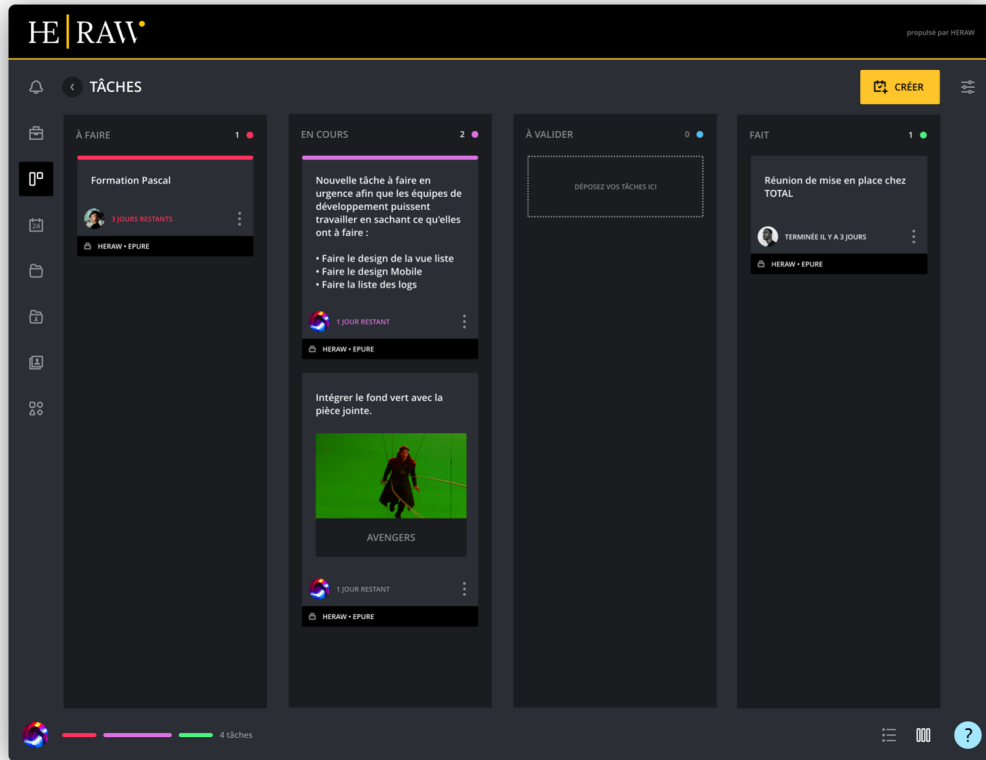 HE|RAW
propulsé par HERAW
TÂCHES
CRÉER
À FAIRE 1
Formation Pascal
3 JOURS RESTANTS
HERAW • EPURE
EN COURS 2
Nouvelle tâche à faire en
urgence afin que les équipes de
développement puissent
travailler en sachant ce qu'elles
ont à faire :
• Faire le design de la vue liste
• Faire le design Mobile
• Faire la liste des logs
1 JOUR RESTANT
HERAW • EPURE
Intégrer le fond vert avec la
pièce jointe.
AVENGERS
1 JOUR RESTANT
HERAW • EPURE
À VALIDER 0
DÉPOSEZ VOS TÂCHES ICI
FAIT 1
Réunion de mise en place chez
TOTAL
TERMINÉE IL Y A 3 JOURS
HERAW • EPURE
24
4 tâches
?